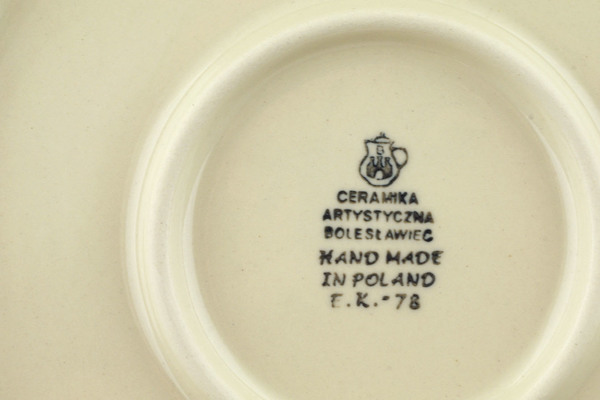 B
CERAMIKA
ARTYSTYCZNA
BOLESŁAWIEC
HAND MADE
IN POLAND
E.K.-78